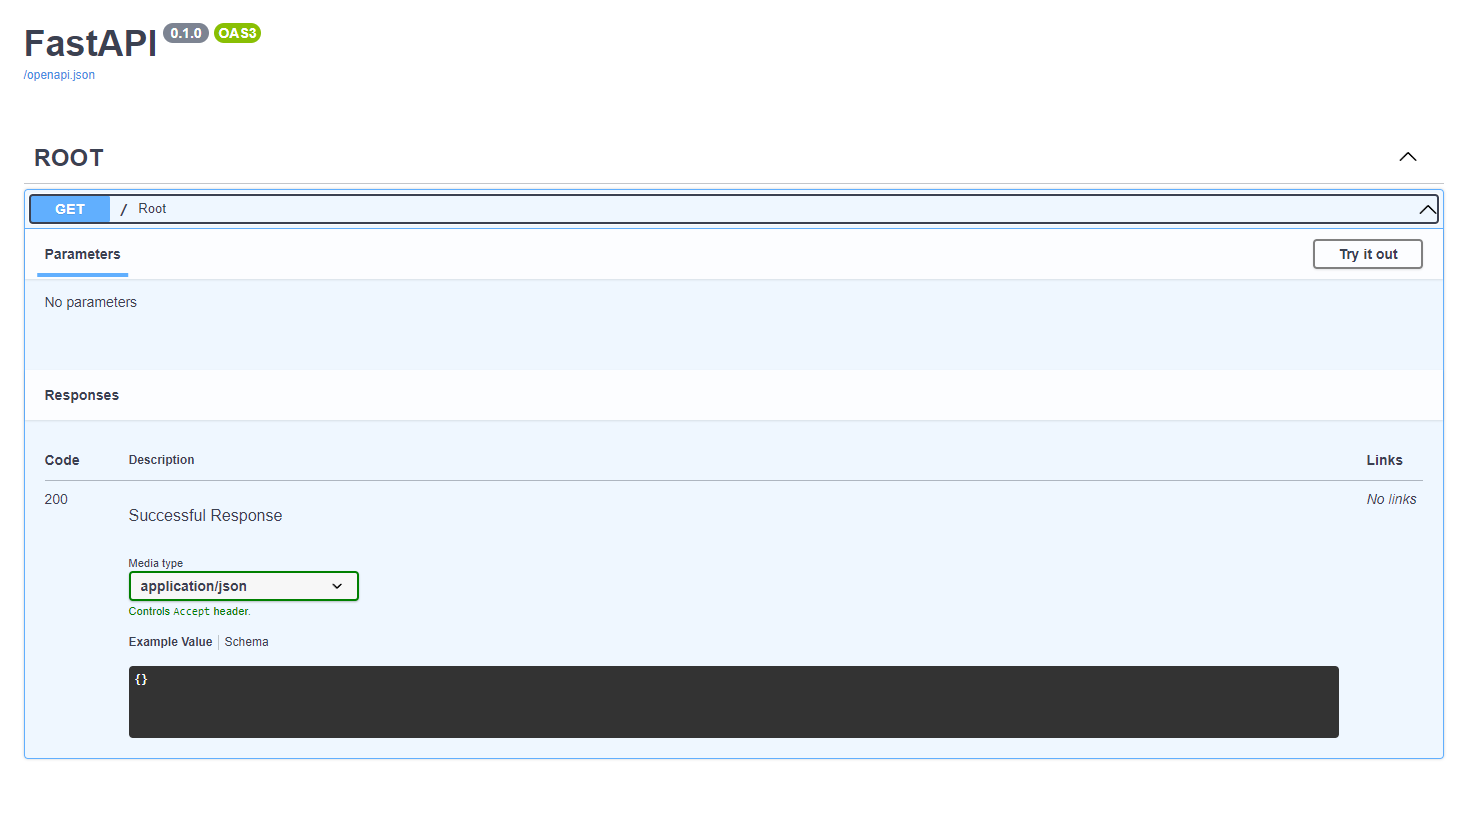 FastAPI 0.1.0 OAS3
/openapi.json
ROOT
GET / Root
Parameters Try it out
No parameters
Responses
Code Description Links
200 No links
Successful Response
Media type
application/json
Controls Accept header.
Example Value Schema
{}